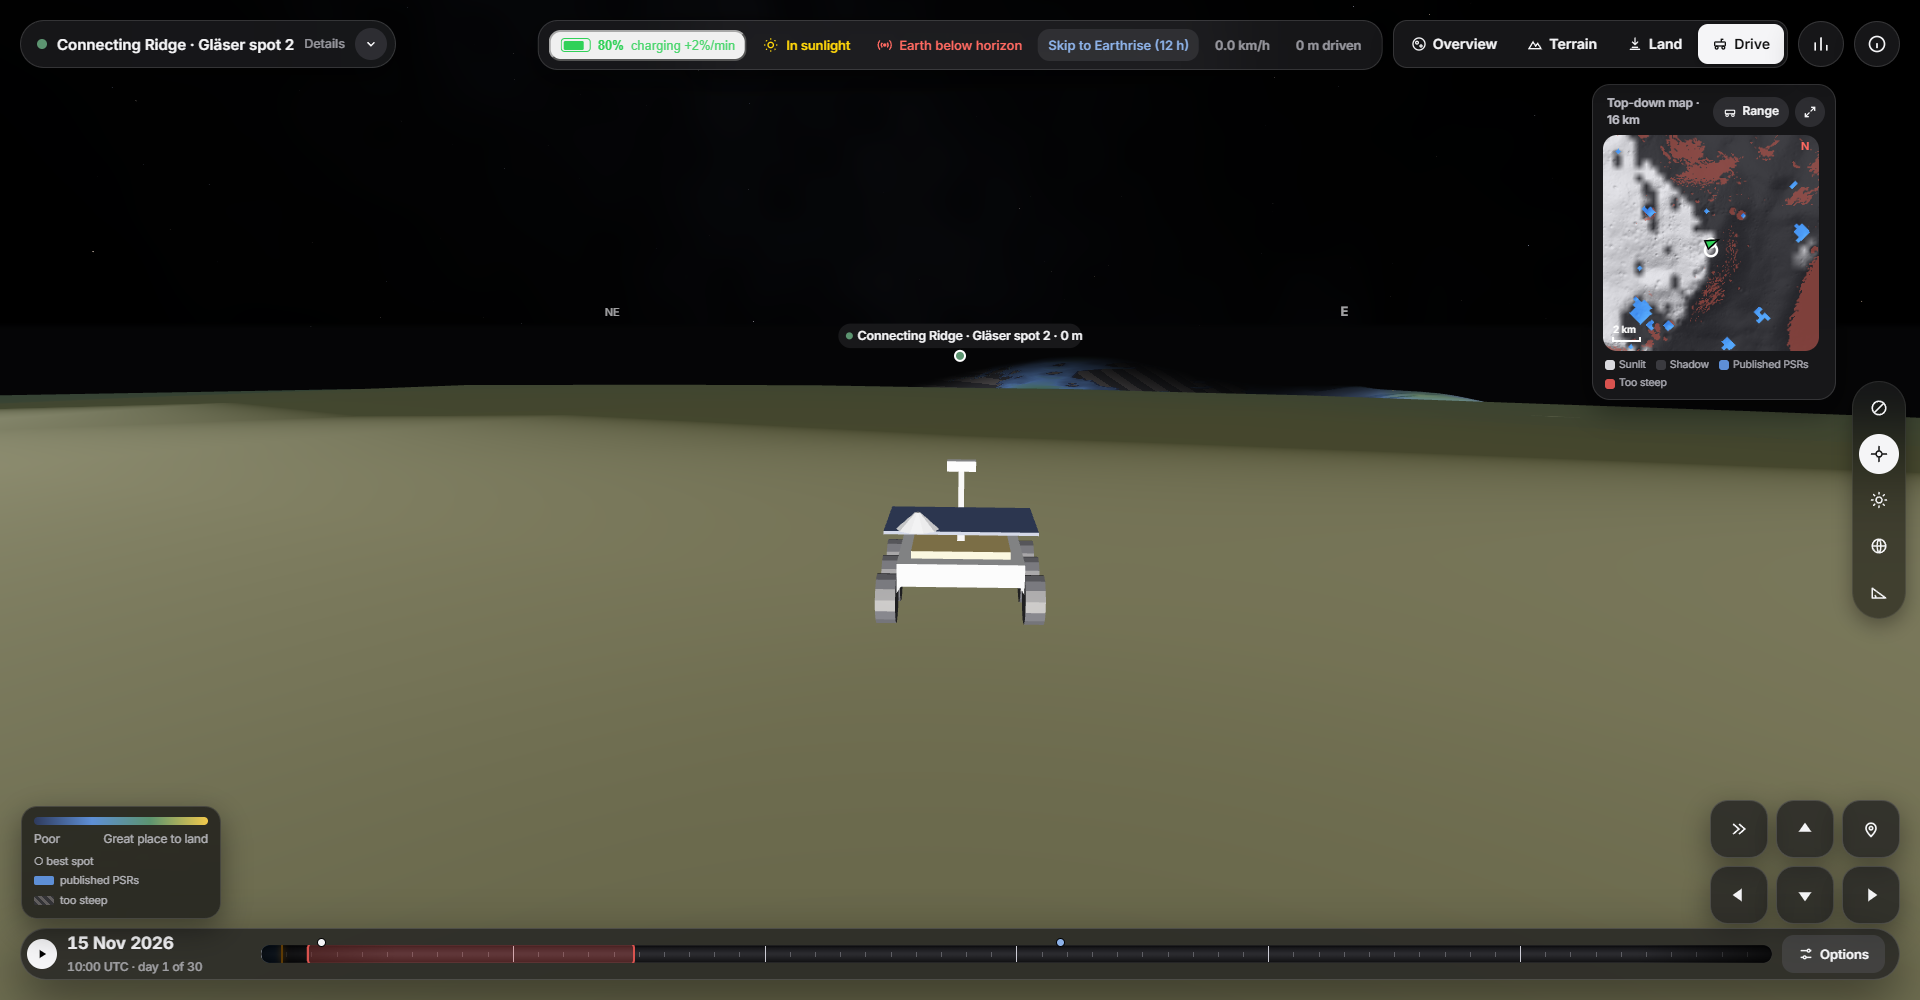 Connecting Ridge · Gläser spot 2 Details
80% charging +2%/min
In sunlight
Earth below horizon
Skip to Earthrise (12 h)
0.0 km/h
0 m driven
Overview
Terrain
Land
Drive
Top-down map ·
16 km
Range
N
2 km
Sunlit
Shadow
Published PSRs
Too steep
NE
E
Connecting Ridge · Gläser spot 2 · 0 m
Poor
Great place to land
best spot
published PSRs
too steep
15 Nov 2026
10:00 UTC · day 1 of 30
Options